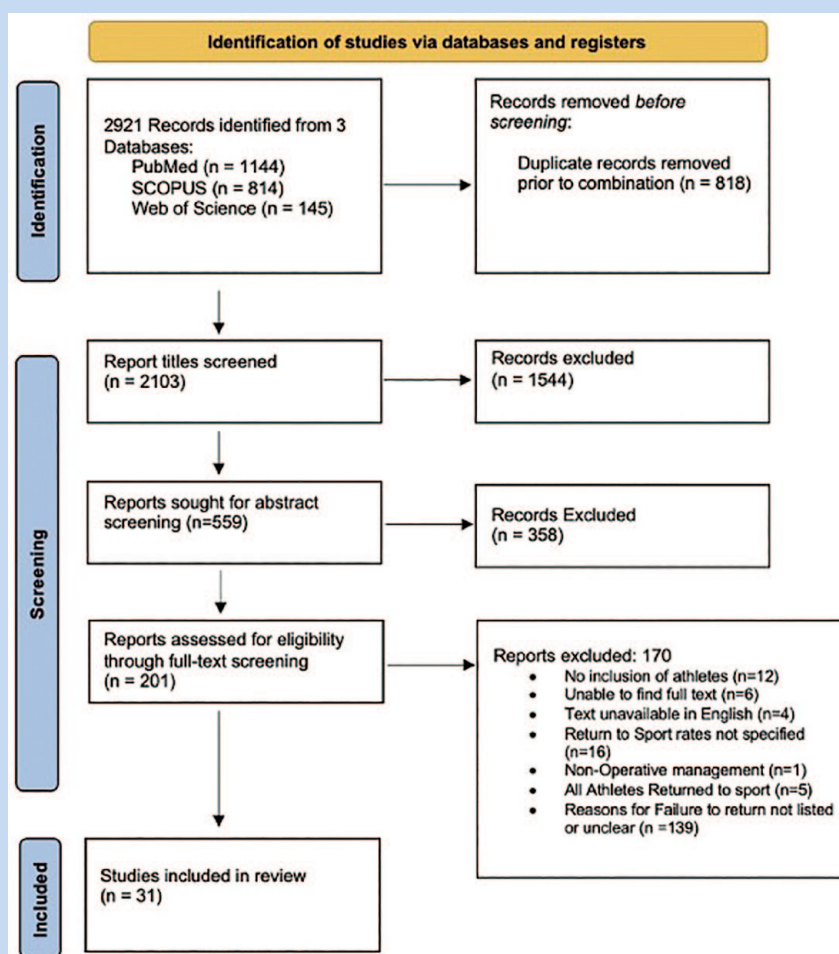 Identification of studies via databases and registers
Identification
2921 Records identified from 3
Databases:
PubMed (n = 1144)
SCOPUS (n = 814)
Web of Science (n = 145)
Records removed before
screening:
Duplicate records removed
prior to combination (n = 818)
Screening
Report titles screened
(n = 2103)
Records excluded
(n = 1544)
Reports sought for abstract
screening (n=559)
Records Excluded
(n = 358)
Reports assessed for eligibility
through full-text screening
(n = 201)
Reports excluded: 170
• No inclusion of athletes (n=12)
• Unable to find full text (n=6)
• Text unavailable in English (n=4)
• Return to Sport rates not specified
(n=16)
• Non-Operative management (n=1)
• All Athletes Returned to sport (n=5)
• Reasons for Failure to return not listed
or unclear (n =139)
Included
Studies included in review
(n = 31)